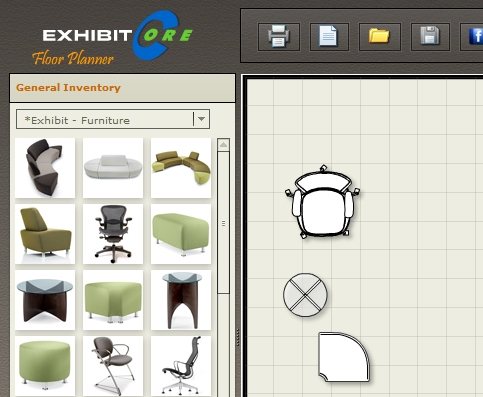 EXHIBIT CORE
Floor Planner
General Inventory
*Exhibit - Furniture
f